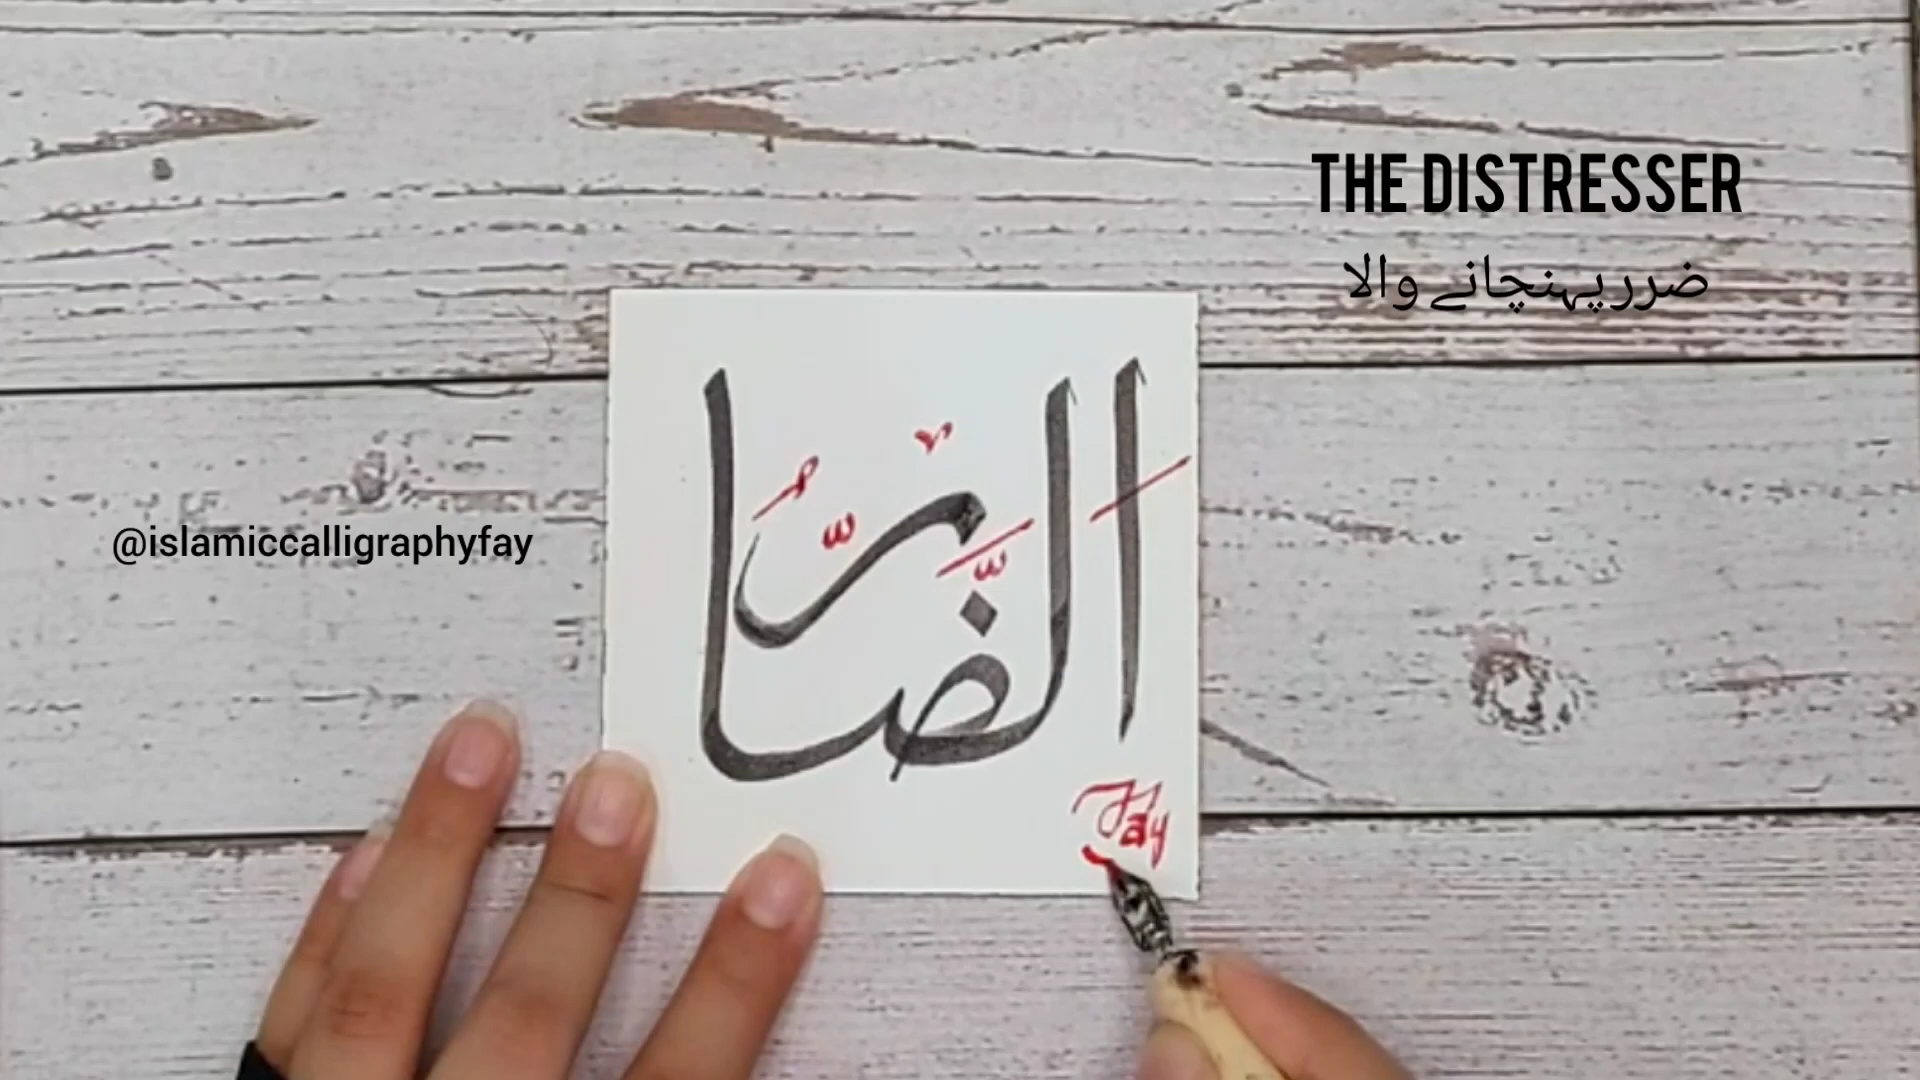 THE DISTRESSER
ضرر پہنچانے والا
الضَّارُّ
@islamiccalligraphyfay
Fay